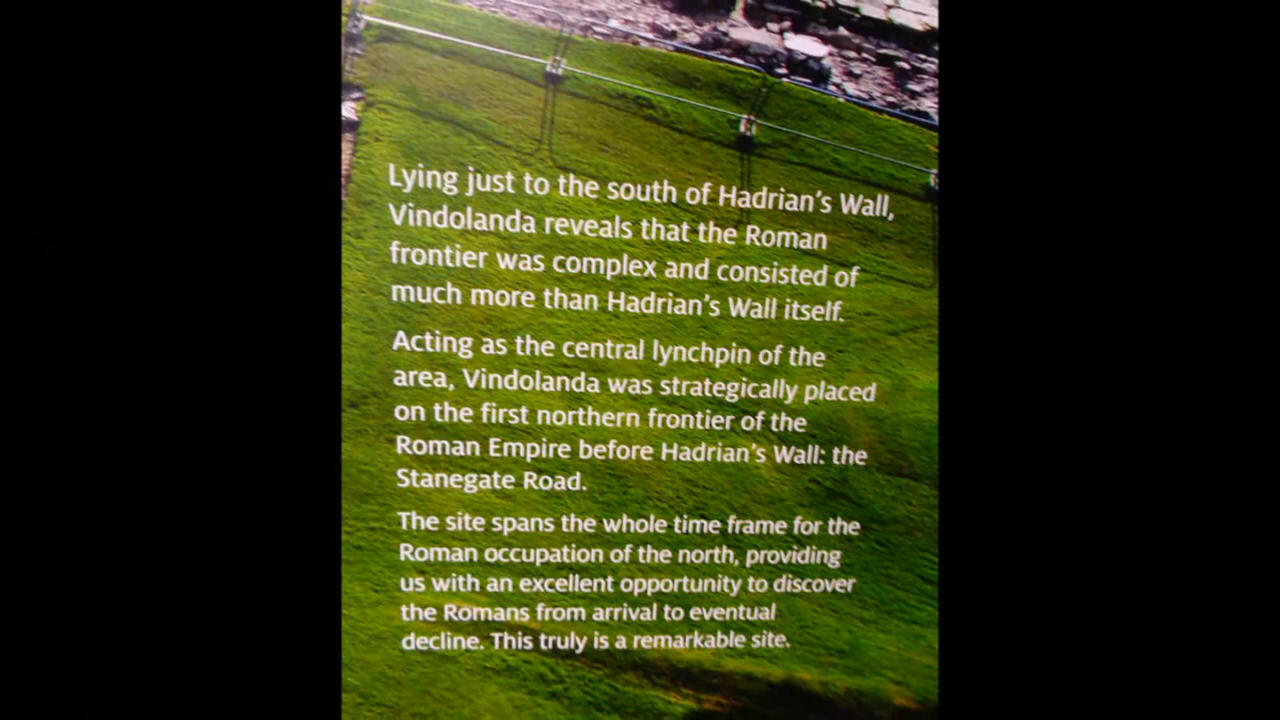 Lying just to the south of Hadrian's Wall,
Vindolanda reveals that the Roman
frontier was complex and consisted of
much more than Hadrian's Wall itself.
Acting as the central lynchpin of the
area, Vindolanda was strategically placed
on the first northern frontier of the
Roman Empire before Hadrian's Wall: the
Stanegate Road.
The site spans the whole time frame for the
Roman occupation of the north, providing
us with an excellent opportunity to discover
the Romans from arrival to eventual
decline. This truly is a remarkable site.